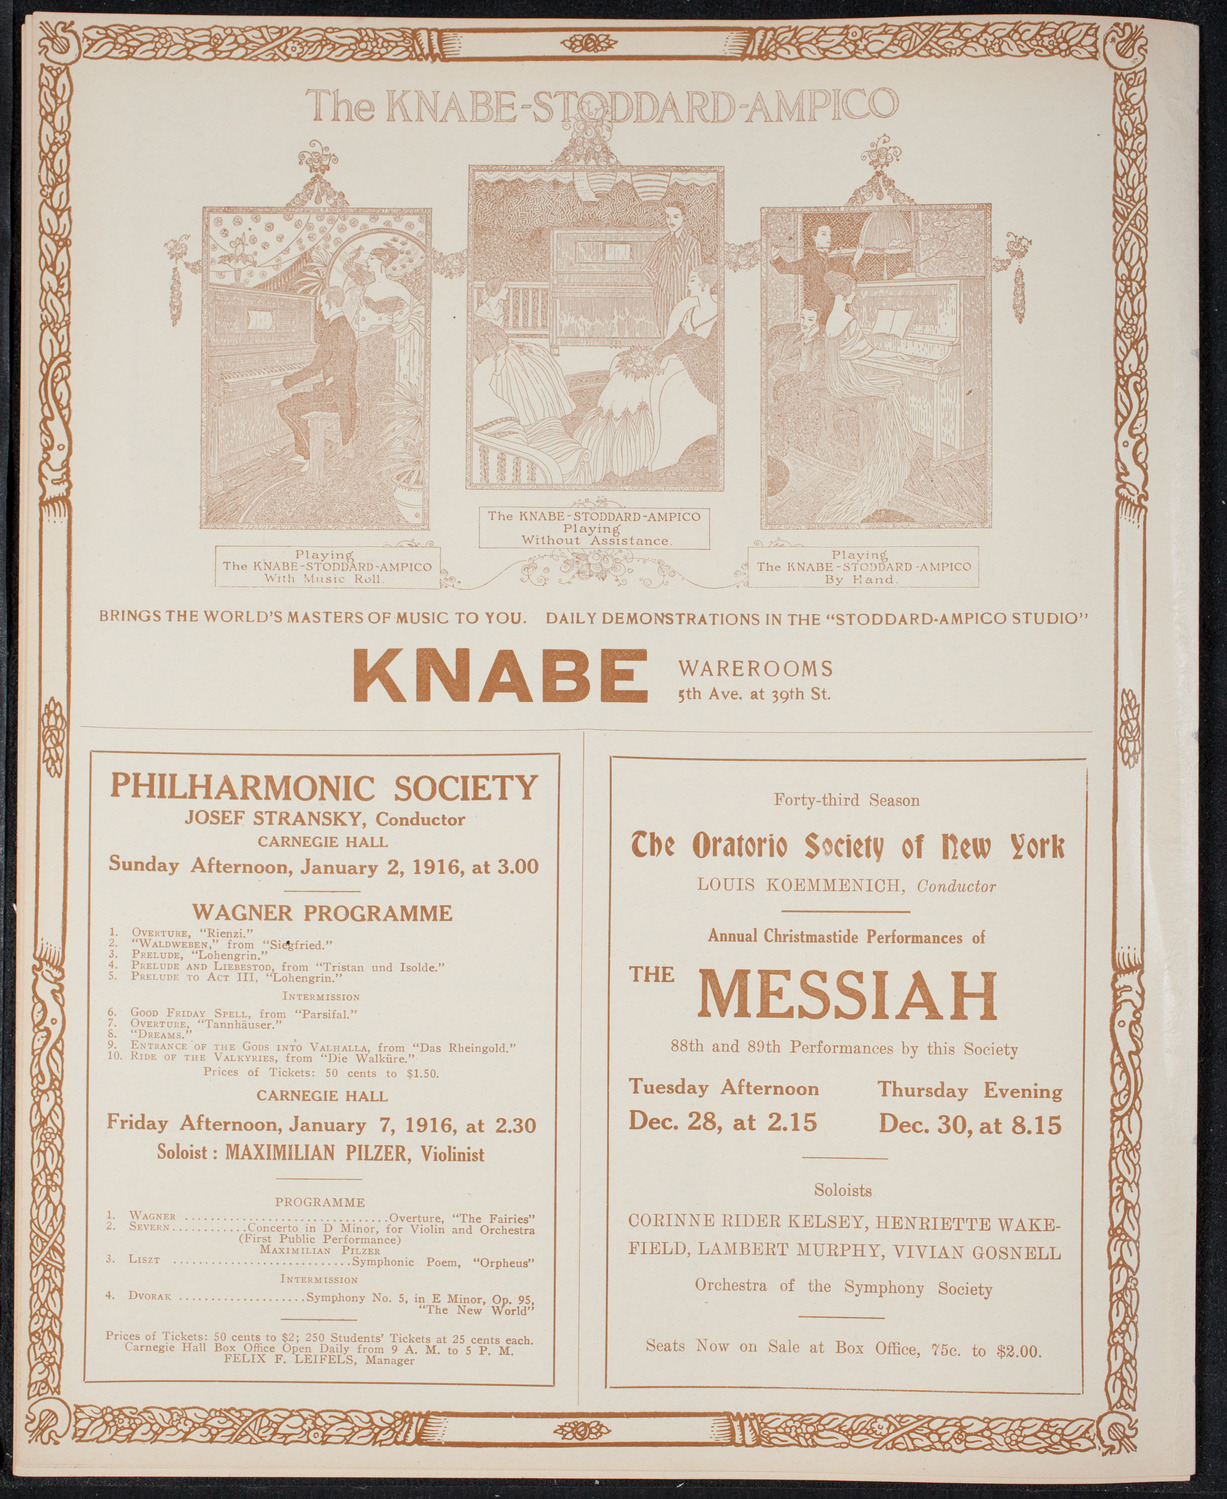 The KNABE-STODDARD-AMPICO
The KNABE-STODDARD-AMPICO
Playing
Without Assistance.
Playing
The KNABE-STODDARD-AMPICO
With Music Roll.
Playing
The KNABE-STODDARD-AMPICO
By Hand.
BRINGS THE WORLD'S MASTERS OF MUSIC TO YOU. DAILY DEMONSTRATIONS IN THE "STODDARD-AMPICO STUDIO"
KNABE WAREROOMS
5th Ave. at 39th St.
PHILHARMONIC SOCIETY
JOSEF STRANSKY, Conductor
CARNEGIE HALL
Sunday Afternoon, January 2, 1916, at 3.00
WAGNER PROGRAMME
1. OVERTURE, "Rienzi."
2. "WALDWEBEN," from "Siegfried."
3. PRELUDE, "Lohengrin."
4. PRELUDE AND LIEBESTOD, from "Tristan und Isolde."
5. PRELUDE TO ACT III, "Lohengrin."
INTERMISSION
6. GOOD FRIDAY SPELL, from "Parsifal."
7. OVERTURE, "Tannhäuser."
8. "DREAMS."
9. ENTRANCE OF THE GODS INTO VALHALLA, from "Das Rheingold."
10. RIDE OF THE VALKYRIES, from "Die Walküre."
Prices of Tickets: 50 cents to $1.50.
CARNEGIE HALL
Friday Afternoon, January 7, 1916, at 2.30
Soloist: MAXIMILIAN PILZER, Violinist
PROGRAMME
1. WAGNER ................................Overture, "The Fairies"
2. SEVERN............Concerto in D Minor, for Violin and Orchestra
(First Public Performance)
MAXIMILIAN PILZER
3. LISZT ............................Symphonic Poem, "Orpheus"
INTERMISSION
4. DVORAK ....................Symphony No. 5, in E Minor, Op. 95,
"The New World"
Prices of Tickets: 50 cents to $2; 250 Students' Tickets at 25 cents each.
Carnegie Hall Box Office Open Daily from 9 A. M. to 5 P. M.
FELIX F. LEIFELS, Manager
Forty-third Season
The Oratorio Society of New York
LOUIS KOEMMENICH, Conductor
Annual Christmastide Performances of
THE MESSIAH
88th and 89th Performances by this Society
Tuesday Afternoon Thursday Evening
Dec. 28, at 2.15 Dec. 30, at 8.15
Soloists
CORINNE RIDER KELSEY, HENRIETTE WAKE-
FIELD, LAMBERT MURPHY, VIVIAN GOSNELL
Orchestra of the Symphony Society
Seats Now on Sale at Box Office, 75c. to $2.00.